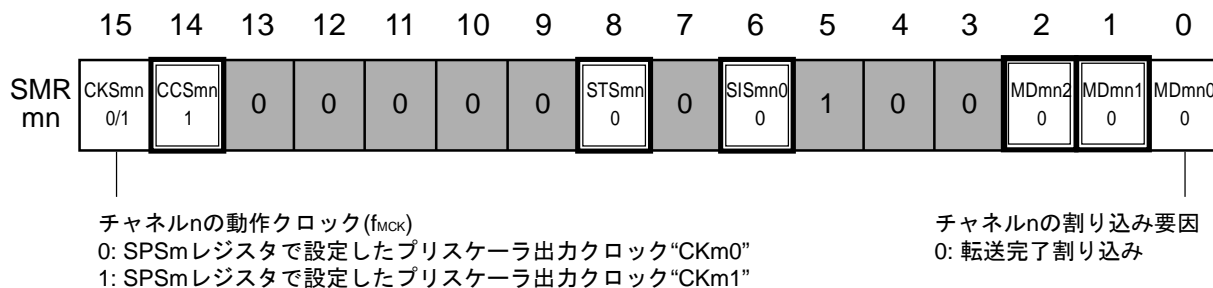 15 14 13 12 11 10 9 8 7 6 5 4 3 2 1 0
SMR
mn
CKSmn CCSmn 0 0 0 0 0 STSmn 0 SISmn0 1 0 0 MDmn2 MDmn1 MDmn0
0/1 1 0 0 0 0 0
チャネルnの動作クロック(fMCK)
0: SPSmレジスタで設定したプリスケーラ出力クロック“CKm0”
1: SPSmレジスタで設定したプリスケーラ出力クロック“CKm1”
チャネルnの割り込み要因
0: 転送完了割り込み